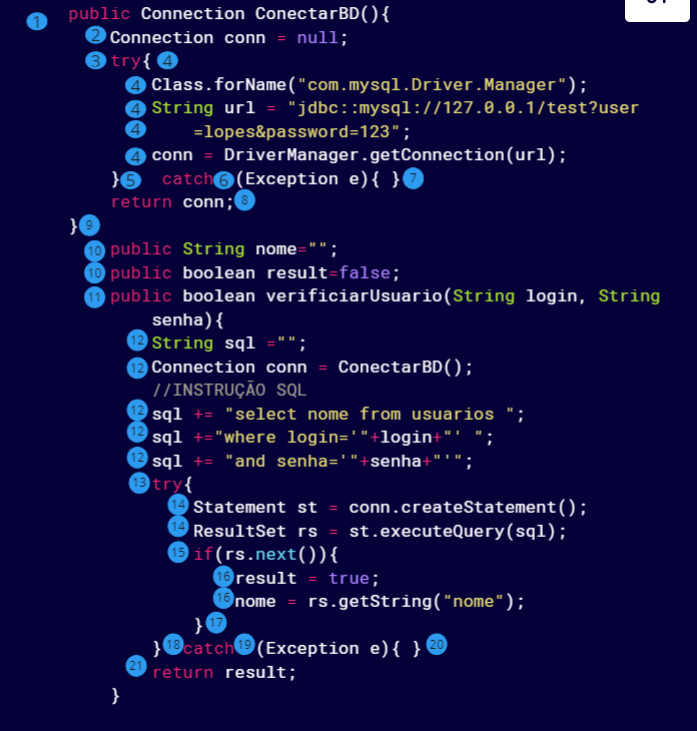 1 public Connection ConectarBD(){
2 Connection conn = null;
3 try{ 4
4 Class.forName("com.mysql.Driver.Manager");
4 String url = "jdbc::mysql://127.0.0.1/test?user
4 =lopes&password=123";
4 conn = DriverManager.getConnection(url);
}5 catch6(Exception e){ }7
return conn;8
}9
10 public String nome="";
10 public boolean result=false;
11 public boolean verificiarUsuario(String login, String
senha){
12 String sql ="";
12 Connection conn = ConectarBD();
//INSTRUÇÃO SQL
12 sql += "select nome from usuarios ";
12 sql +="where login='"+login+"' ";
12 sql += "and senha='"+senha+"'";
13 try{
14 Statement st = conn.createStatement();
14 ResultSet rs = st.executeQuery(sql);
15 if(rs.next()){
16 result = true;
16 nome = rs.getString("nome");
}17
}18 catch19(Exception e){ }20
21 return result;
}